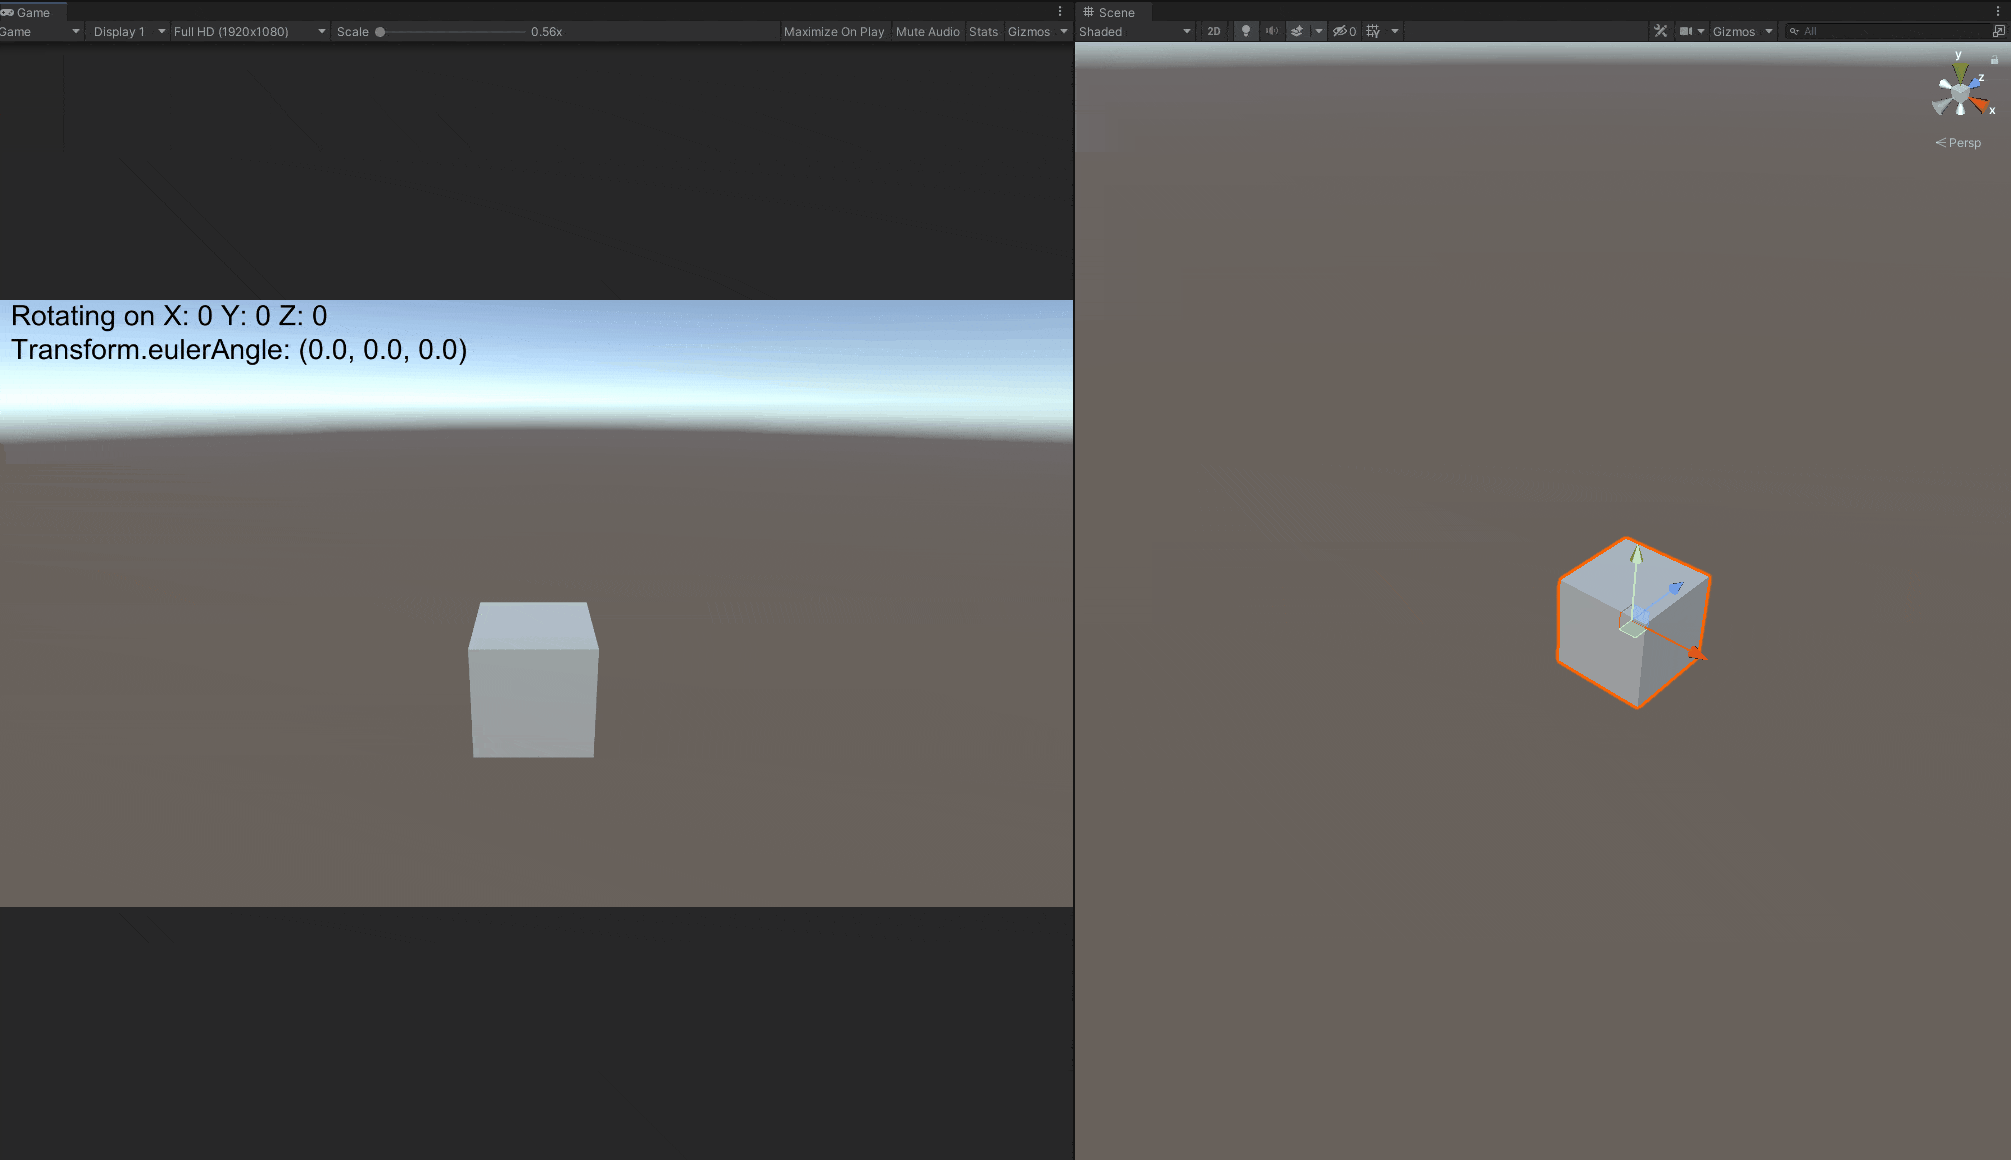 Game
Game Display 1 Full HD (1920x1080) Scale 0.56x Maximize On Play Mute Audio Stats Gizmos
Rotating on X: 0 Y: 0 Z: 0
Transform.eulerAngle: (0.0, 0.0, 0.0)
Scene
Shaded 2D 0 Gizmos All
y
z
x
Persp